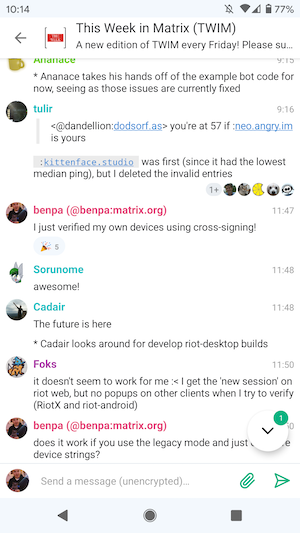 10:14
77%
This Week in Matrix (TWIM)
A new edition of TWIM every Friday! Please su...
Ananace
9:15
* Ananace takes his hands off of the example bot code for
now, seeing as those issues are currently fixed
tulir
9:16
<@dandellion:dodsorf.as> you're at 57 if :neo.angry.im
is yours
:kittenface.studio was first (since it had the lowest
median ping), but I deleted the invalid entries
1+
benpa (@benpa:matrix.org)
11:47
I just verified my own devices using cross-signing!
🎉 5
Sorunome
11:48
awesome!
Cadair
11:48
The future is here
* Cadair looks around for develop riot-desktop builds
Foks
11:50
it doesn't seem to work for me :< I get the 'new session' on
riot web, but no popups on other clients when I try to verify
(RiotX and riot-android)
1
benpa (@benpa:matrix.org)
does it work if you use the legacy mode and just
device strings?
Send a message (unencrypted)...